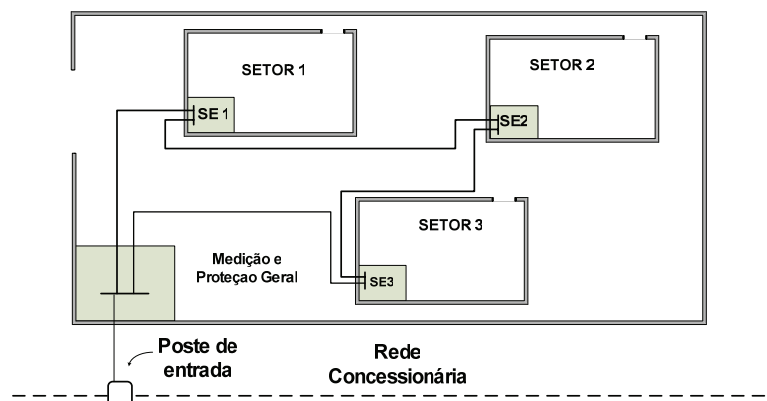 SETOR 1
SETOR 2
SE 1
SE2
SETOR 3
Medição e
Proteçao Geral
SE3
Poste de
entrada
Rede
Concessionária